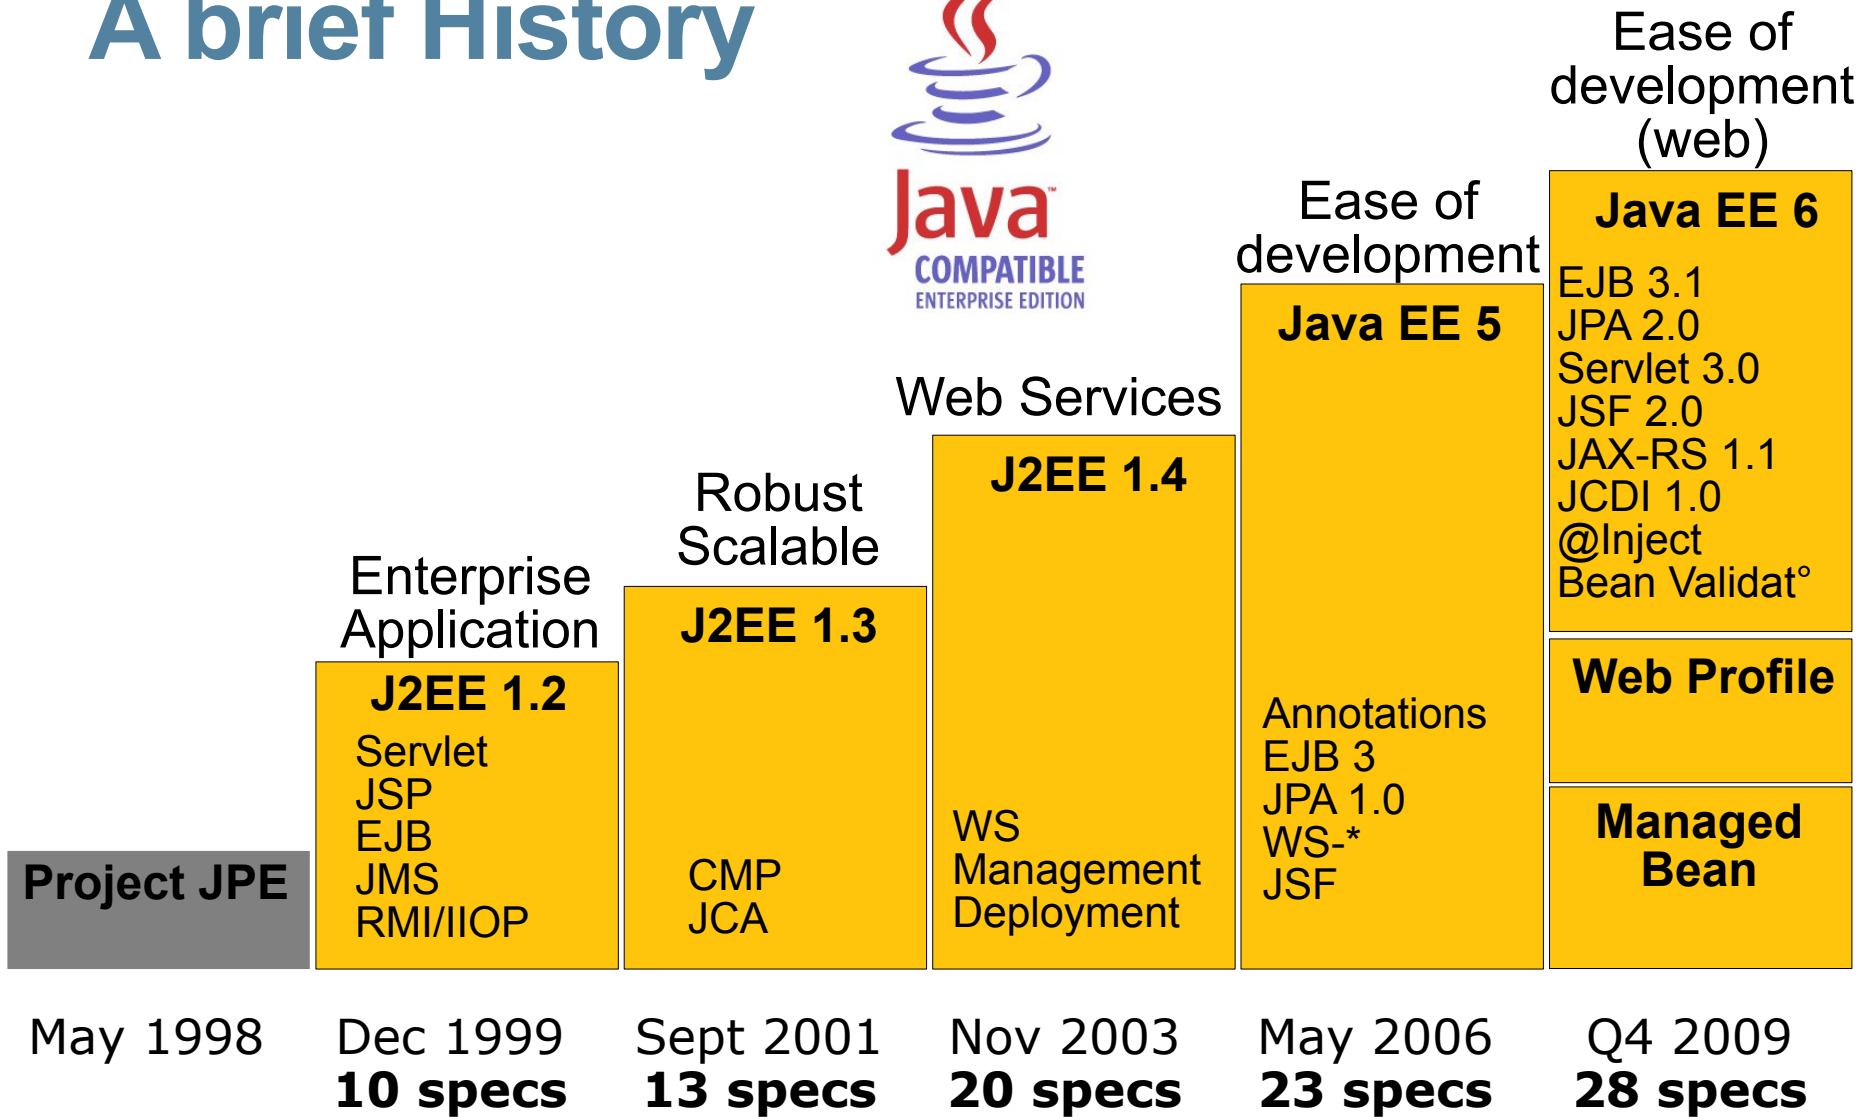 A brief History
Java™
COMPATIBLE
ENTERPRISE EDITION
Project JPE
May 1998
Enterprise
Application
J2EE 1.2
Servlet
JSP
EJB
JMS
RMI/IIOP
Dec 1999
10 specs
Robust
Scalable
J2EE 1.3
CMP
JCA
Sept 2001
13 specs
Web Services
J2EE 1.4
WS
Management
Deployment
Nov 2003
20 specs
Ease of
development
Java EE 5
Annotations
EJB 3
JPA 1.0
WS-*
JSF
May 2006
23 specs
Ease of
development
(web)
Java EE 6
EJB 3.1
JPA 2.0
Servlet 3.0
JSF 2.0
JAX-RS 1.1
JCDI 1.0
@Inject
Bean Validat°
Web Profile
Managed
Bean
Q4 2009
28 specs